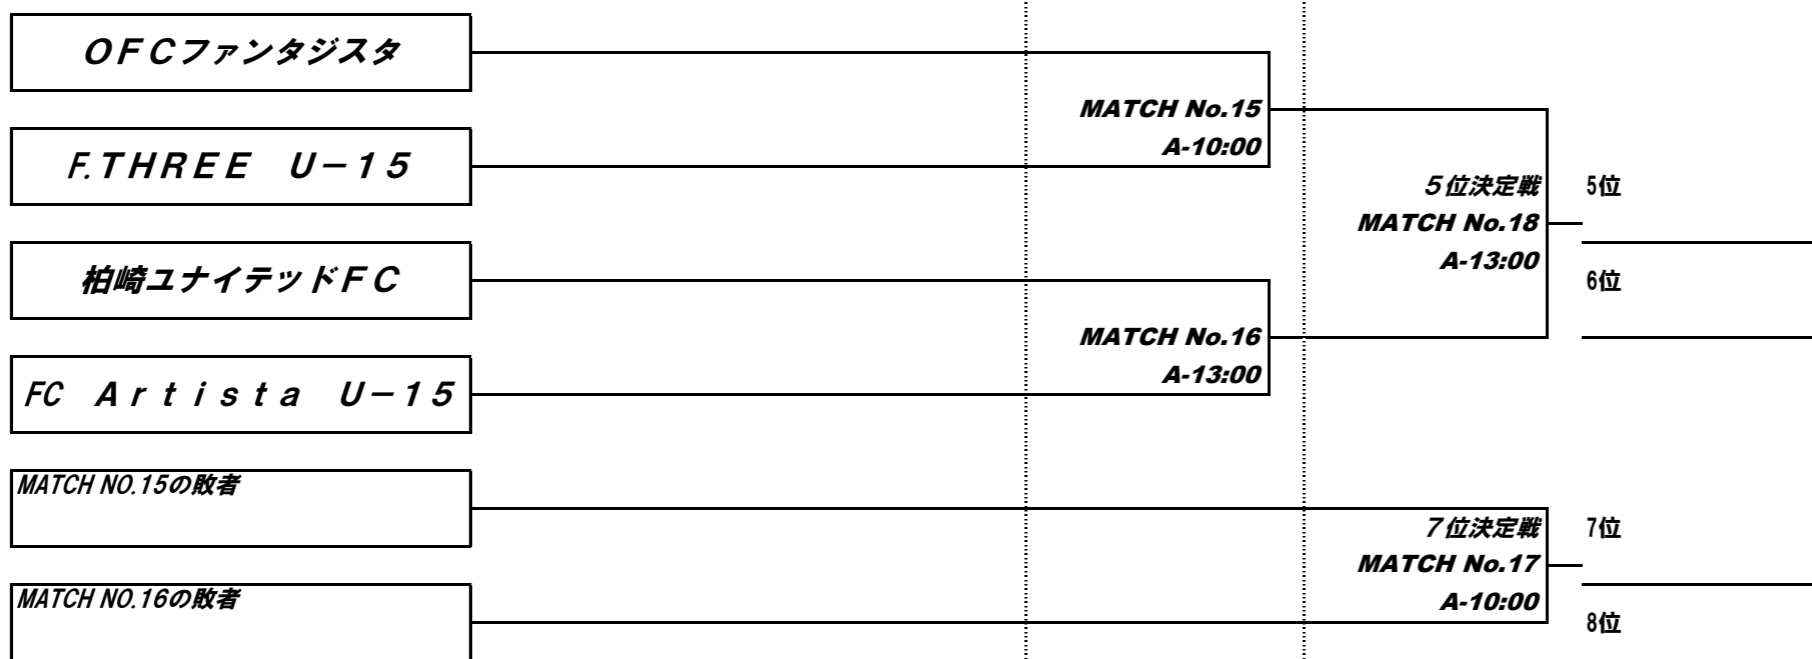 ＯＦＣファンタジスタ
MATCH No.15
A-10:00
F.ＴＨＲＥＥ　Ｕ－１５
５位決定戦
5位
MATCH No.18
A-13:00
柏崎ユナイテッドＦＣ
6位
MATCH No.16
A-13:00
FC　Ａｒｔｉｓｔａ　Ｕ－１５
MATCH NO.15の敗者
７位決定戦
7位
MATCH No.17
A-10:00
MATCH NO.16の敗者
8位